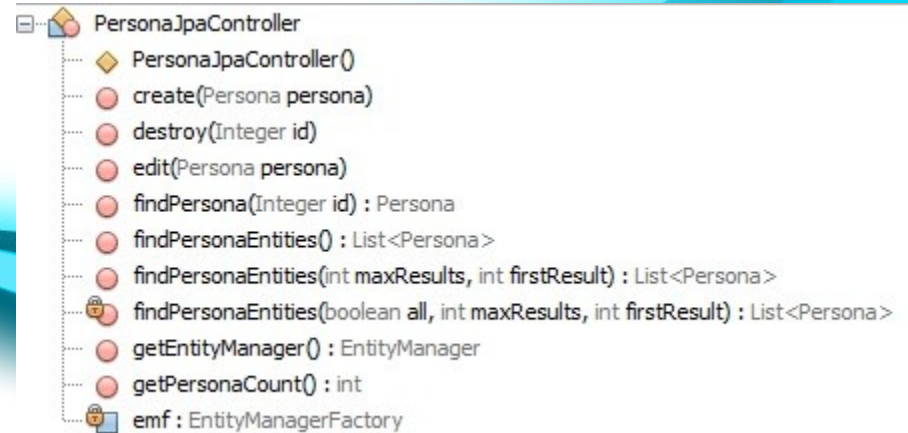 PersonaJpaController
PersonaJpaController()
create(Persona persona)
destroy(Integer id)
edit(Persona persona)
findPersona(Integer id) : Persona
findPersonaEntities() : List<Persona>
findPersonaEntities(int maxResults, int firstResult) : List<Persona>
findPersonaEntities(boolean all, int maxResults, int firstResult) : List<Persona>
getEntityManager() : EntityManager
getPersonaCount() : int
emf : EntityManagerFactory